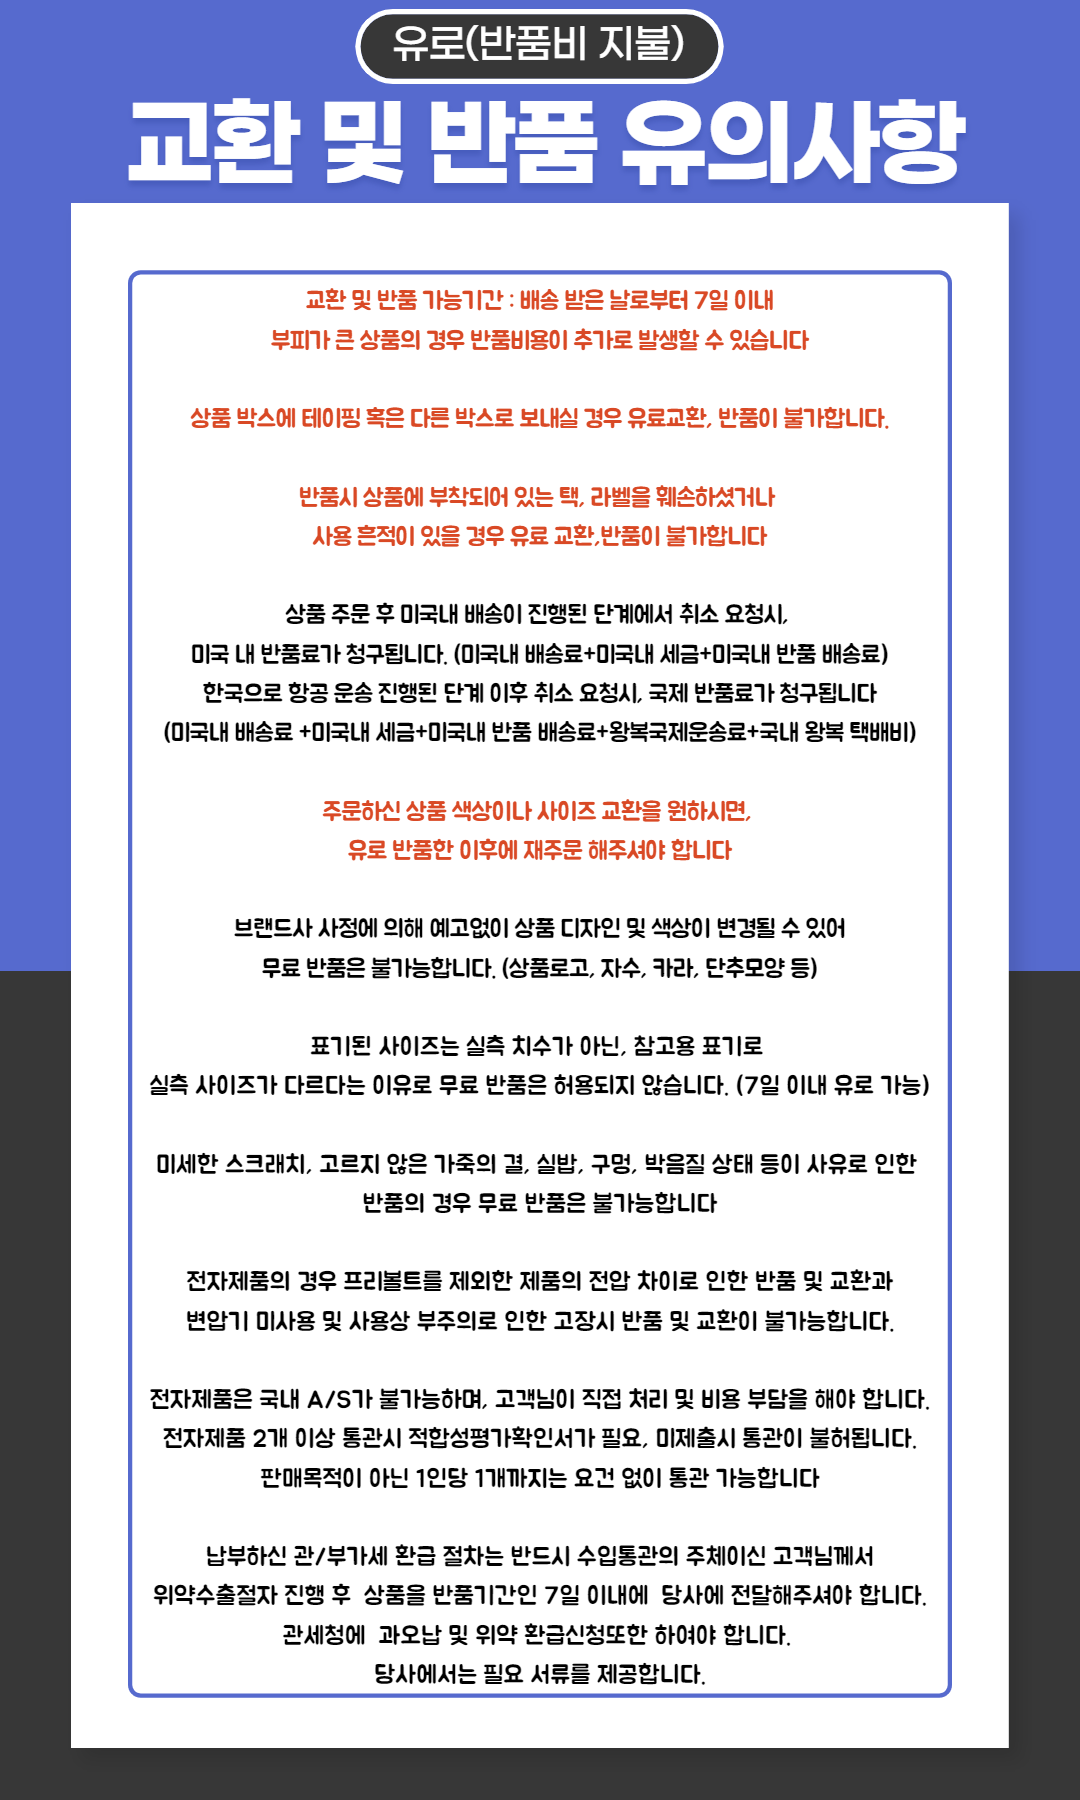 유로(반품비 지불)
교환 및 반품 유의사항
교환 및 반품 가능기간 : 배송 받은 날로부터 7일 이내
부피가 큰 상품의 경우 반품비용이 추가로 발생할 수 있습니다
상품 박스에 테이핑 혹은 다른 박스로 보내실 경우 유료교환, 반품이 불가합니다.
반품시 상품에 부착되어 있는 택, 라벨을 훼손하셨거나
사용 흔적이 있을 경우 유료 교환,반품이 불가합니다
상품 주문 후 미국내 배송이 진행된 단계에서 취소 요청시,
미국 내 반품료가 청구됩니다. (미국내 배송료+미국내 세금+미국내 반품 배송료)
한국으로 항공 운송 진행된 단계 이후 취소 요청시, 국제 반품료가 청구됩니다
(미국내 배송료 +미국내 세금+미국내 반품 배송료+왕복국제운송료+국내 왕복 택배비)
주문하신 상품 색상이나 사이즈 교환을 원하시면,
유로 반품한 이후에 재주문 해주셔야 합니다
브랜드사 사정에 의해 예고없이 상품 디자인 및 색상이 변경될 수 있어
무료 반품은 불가능합니다. (상품로고, 자수, 카라, 단추모양 등)
표기된 사이즈는 실측 치수가 아닌, 참고용 표기로
실측 사이즈가 다르다는 이유로 무료 반품은 허용되지 않습니다. (7일 이내 유로 가능)
미세한 스크래치, 고르지 않은 가죽의 결, 실밥, 구멍, 박음질 상태 등이 사유로 인한
반품의 경우 무료 반품은 불가능합니다
전자제품의 경우 프리볼트를 제외한 제품의 전압 차이로 인한 반품 및 교환과
변압기 미사용 및 사용상 부주의로 인한 고장시 반품 및 교환이 불가능합니다.
전자제품은 국내 A/S가 불가능하며, 고객님이 직접 처리 및 비용 부담을 해야 합니다.
전자제품 2개 이상 통관시 적합성평가확인서가 필요, 미제출시 통관이 불허됩니다.
판매목적이 아닌 1인당 1개까지는 요건 없이 통관 가능합니다
납부하신 관/부가세 환급 절차는 반드시 수입통관의 주체이신 고객님께서
위약수출절자 진행 후 상품을 반품기간인 7일 이내에 당사에 전달해주셔야 합니다.
관세청에 과오납 및 위약 환급신청또한 하여야 합니다.
당사에서는 필요 서류를 제공합니다.